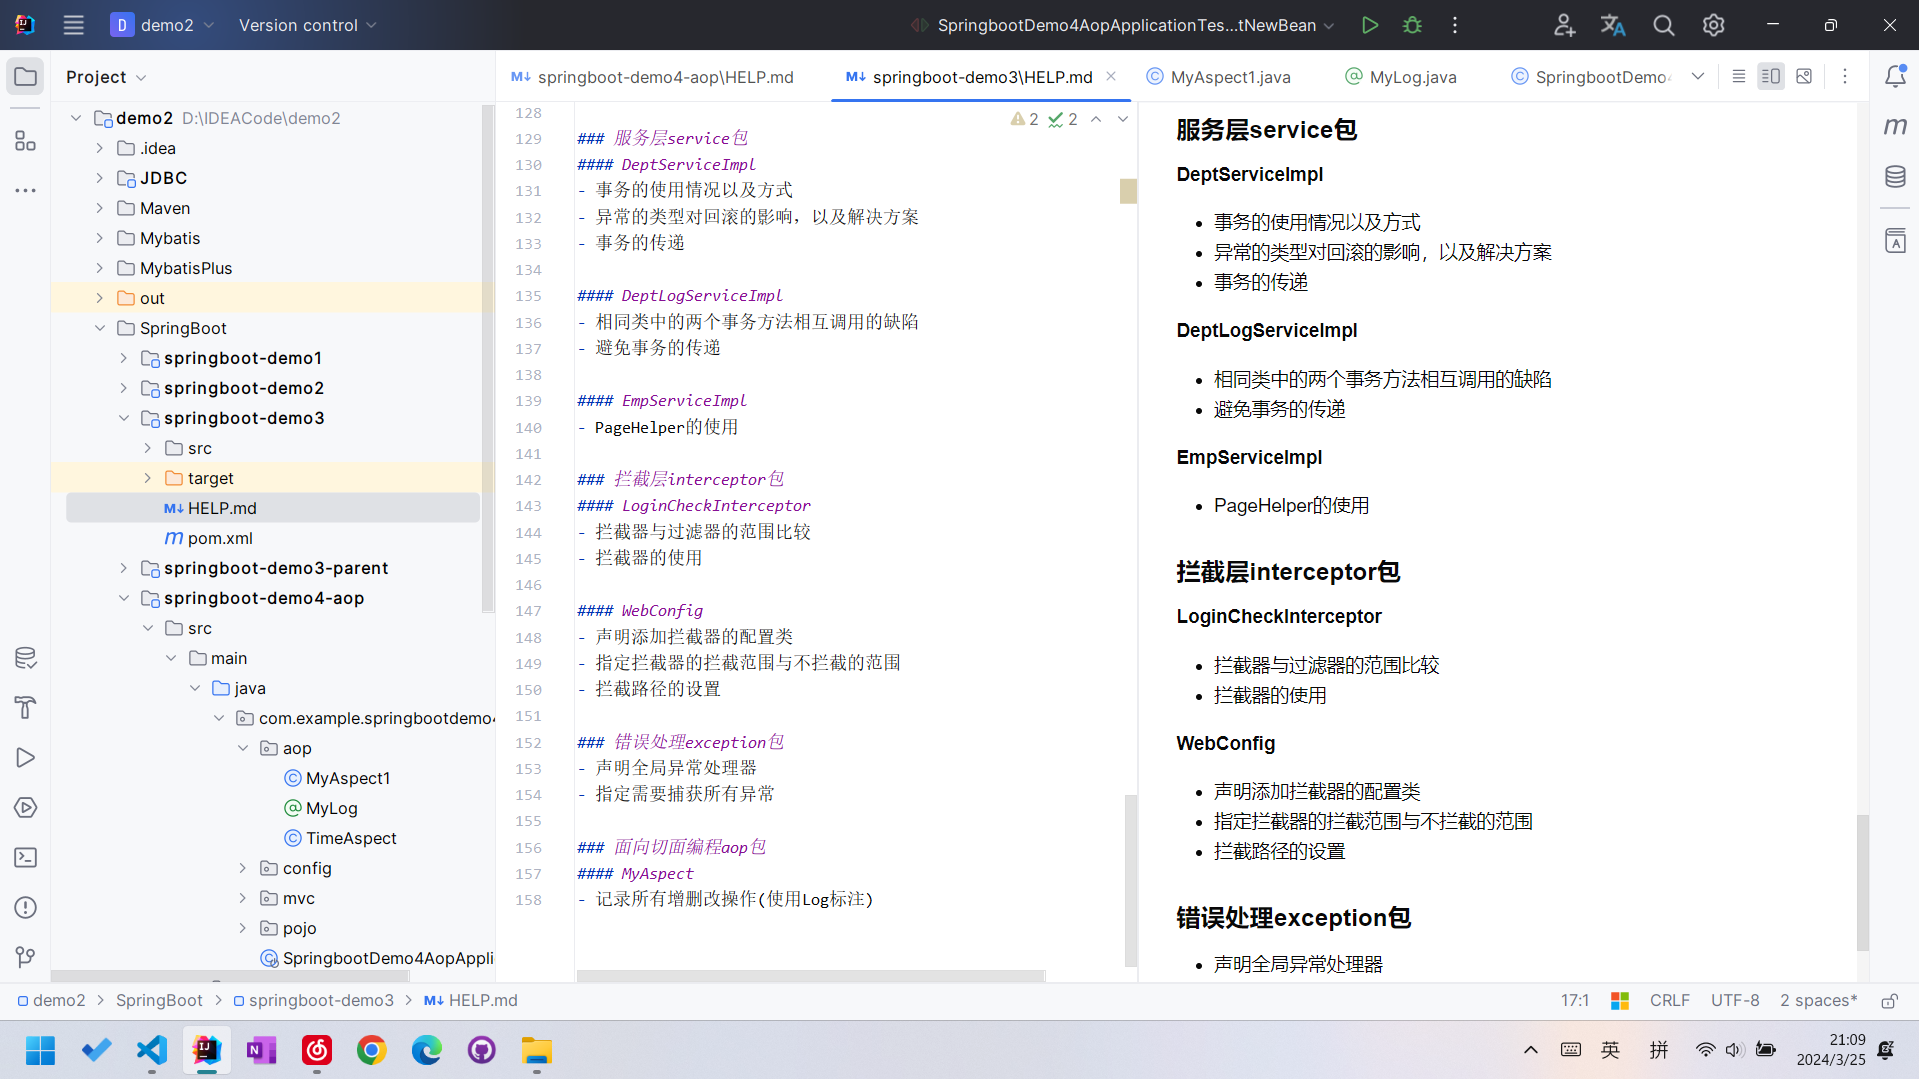 D demo2
Version control
SpringbootDemo4AopApplicationTes...tNewBean
Project
springboot-demo4-aop\HELP.md
springboot-demo3\HELP.md
MyAspect1.java
MyLog.java
SpringbootDemo4
demo2 D:\IDEACode\demo2
.idea
JDBC
Maven
Mybatis
MybatisPlus
out
SpringBoot
springboot-demo1
springboot-demo2
springboot-demo3
src
target
HELP.md
pom.xml
springboot-demo3-parent
springboot-demo4-aop
src
main
java
com.example.springbootdemo4
aop
MyAspect1
MyLog
TimeAspect
config
mvc
pojo
SpringbootDemo4AopAppli
2 2
128
129 ### 服务层service包
130 #### DeptServiceImpl
131 - 事务的使用情况以及方式
132 - 异常的类型对回滚的影响，以及解决方案
133 - 事务的传递
134
135 #### DeptLogServiceImpl
136 - 相同类中的两个事务方法相互调用的缺陷
137 - 避免事务的传递
138
139 #### EmpServiceImpl
140 - PageHelper的使用
141
142 ### 拦截层interceptor包
143 #### LoginCheckInterceptor
144 - 拦截器与过滤器的范围比较
145 - 拦截器的使用
146
147 #### WebConfig
148 - 声明添加拦截器的配置类
149 - 指定拦截器的拦截范围与不拦截的范围
150 - 拦截路径的设置
151
152 ### 错误处理exception包
153 - 声明全局异常处理器
154 - 指定需要捕获所有异常
155
156 ### 面向切面编程aop包
157 #### MyAspect
158 - 记录所有增删改操作(使用Log标注)
服务层service包
DeptServiceImpl
• 事务的使用情况以及方式
• 异常的类型对回滚的影响，以及解决方案
• 事务的传递
DeptLogServiceImpl
• 相同类中的两个事务方法相互调用的缺陷
• 避免事务的传递
EmpServiceImpl
• PageHelper的使用
拦截层interceptor包
LoginCheckInterceptor
• 拦截器与过滤器的范围比较
• 拦截器的使用
WebConfig
• 声明添加拦截器的配置类
• 指定拦截器的拦截范围与不拦截的范围
• 拦截路径的设置
错误处理exception包
• 声明全局异常处理器
demo2 > SpringBoot > springboot-demo3 > HELP.md
17:1 CRLF UTF-8 2 spaces*
英 拼
21:09
2024/3/25